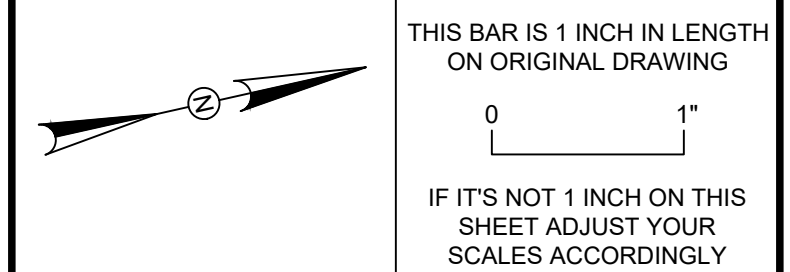 N
THIS BAR IS 1 INCH IN LENGTH
ON ORIGINAL DRAWING
0 1"
IF IT'S NOT 1 INCH ON THIS
SHEET ADJUST YOUR
SCALES ACCORDINGLY